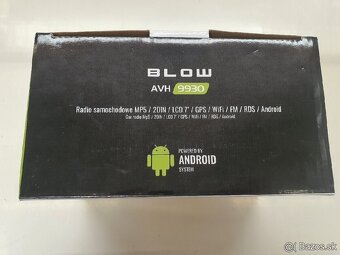 BLOW
AVH 9930
Radio samochodowe MP5 / 2DIN / LCD 7" / GPS / WiFi / FM / RDS / Android
Car radio Mp5 / 2DIN / LCD 7" / GPS / WiFi / FM / RDS / Android
POWERED BY
ANDROID
SYSTEM
Bazos.sk